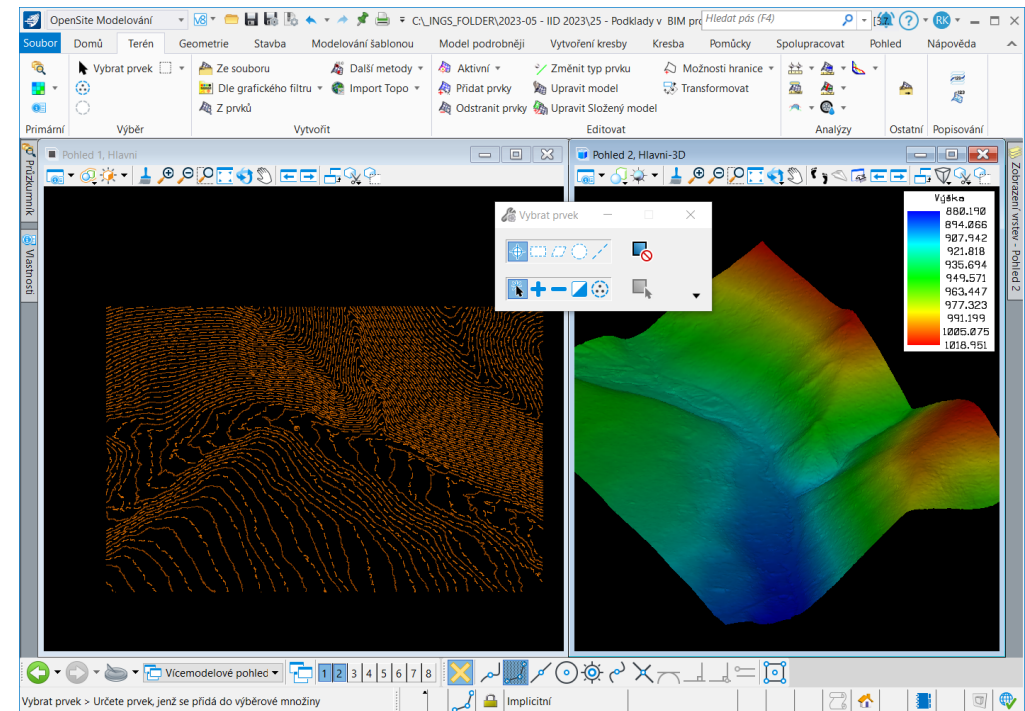 OpenSite Modelování C:\_INGS_FOLDER\2023-05 - IID 2023\25 - Podklady v BIM pro Hledat pás (F4) RK
Soubor Domů Terén Geometrie Stavba Modelování šablonou Model podrobněji Vytvoření kresby Kresba Pomůcky Spolupracovat Pohled Nápověda
Vybrat prvek Ze souboru Další metody Aktivní Změnit typ prvku Možnosti hranice
Dle grafického filtru Import Topo Přidat prvky Upravit model Transformovat
Z prvků Odstranit prvky Upravit Složený model
Primární Výběr Vytvořit Editovat Analýzy Ostatní Popisování
Průzkumník
Vlastnosti
Pohled 1, Hlavni
Pohled 2, Hlavni-3D
Vybrat prvek
Výška
880.190
894.066
907.942
921.818
935.694
949.571
963.447
977.323
991.199
1005.075
1018.951
Zobrazení vrstev - Pohled 2
Vícemodelové pohled 1 2 3 4 5 6 7 8
Vybrat prvek > Určete prvek, jenž se přidá do výběrové množiny Implicitní